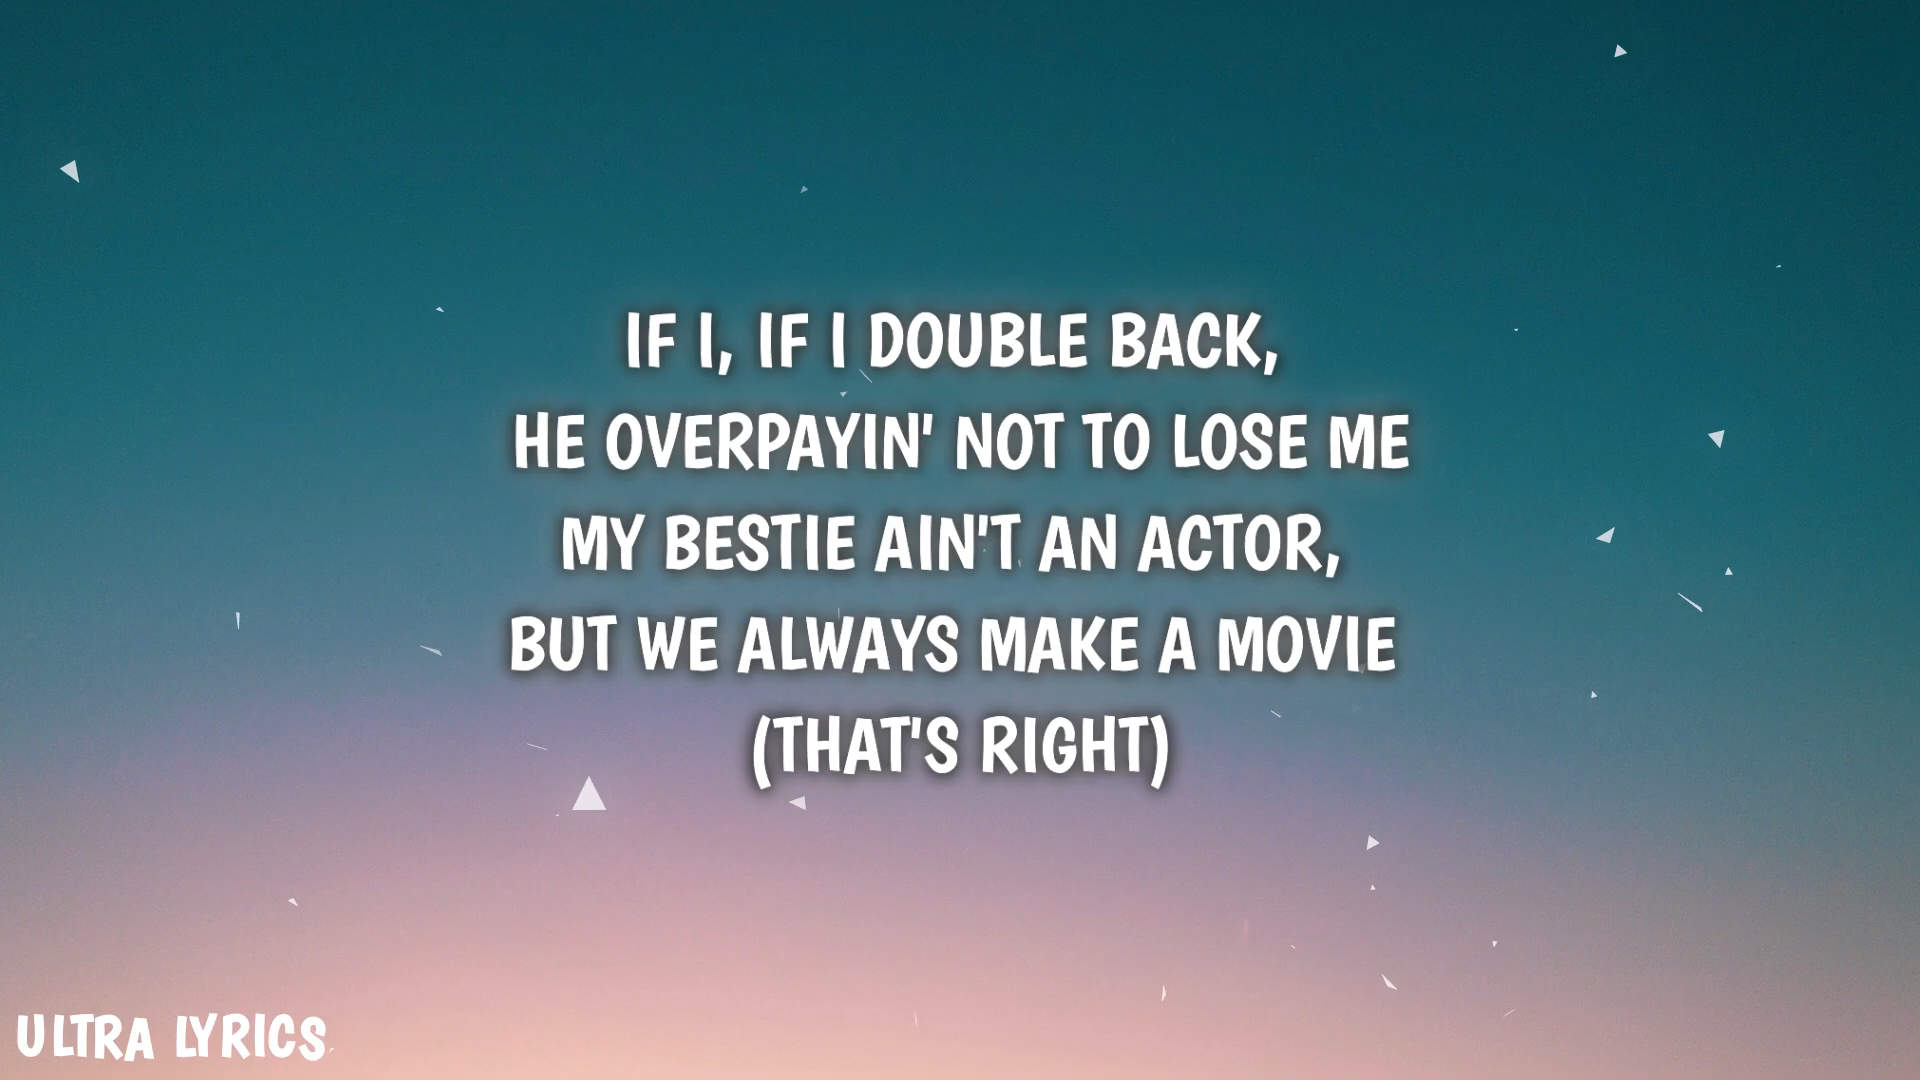 IF I, IF I DOUBLE BACK,
HE OVERPAYIN' NOT TO LOSE ME
MY BESTIE AIN'T AN ACTOR,
BUT WE ALWAYS MAKE A MOVIE
(THAT'S RIGHT)
ULTRA LYRICS